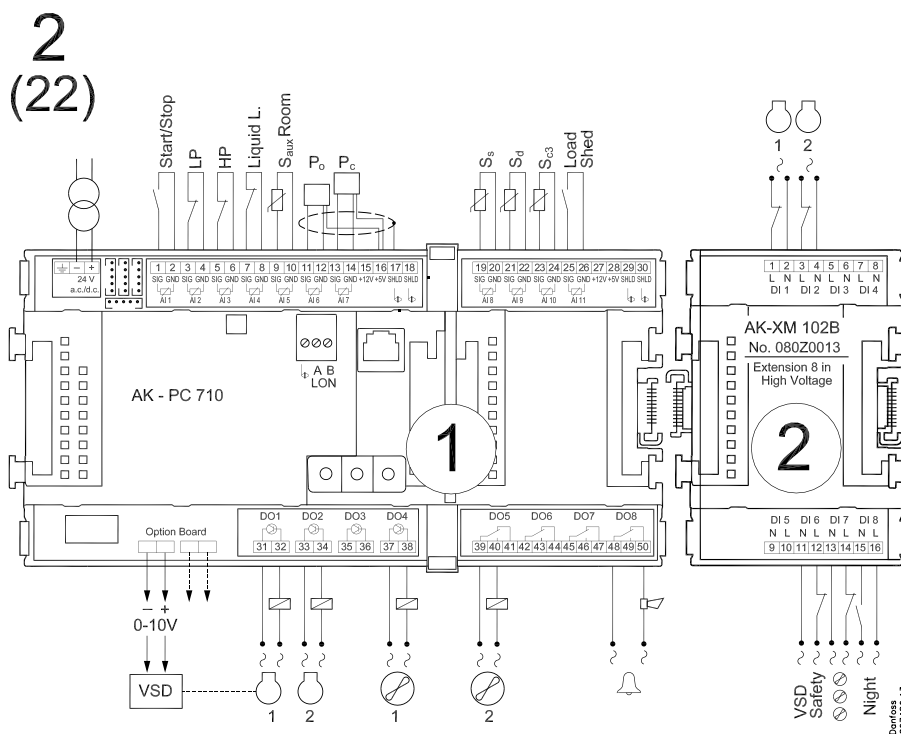 2
(22)
Start/Stop
LP
HP
Liquid L.
Saux Room
Po
Pc
Ss
Sd
Sc3
Load
Shed
1 2
− +
24 V
a.c./d.c.
1 2 3 4 5 6 7 8 9 10 11 12 13 14 15 16 17 18
SIG GND SIG GND SIG GND SIG GND SIG GND SIG GND SIG GND +12V +5V SHLD SHLD
AI 1 AI 2 AI 3 AI 4 AI 5 AI 6 AI 7
19 20 21 22 23 24 25 26 27 28 29 30
SIG GND SIG GND SIG GND SIG GND +12V +5V SHLD SHLD
AI 8 AI 9 AI 10 AI 11
1 2 3 4 5 6 7 8
L N L N L N L N
DI 1 DI 2 DI 3 DI 4
AK - PC 710
A B
LON
1
AK-XM 102B
No. 080Z0013
Extension 8 in
High Voltage
2
Option Board
DO1 DO2 DO3 DO4
31 32 33 34 35 36 37 38
DO5 DO6 DO7 DO8
39 40 41 42 43 44 45 46 47 48 49 50
DI 5 DI 6 DI 7 DI 8
N L N L N L N L
9 10 11 12 13 14 15 16
− +
0-10V
VSD
1 2 1 2
VSD
Safety
Night
Danfoss